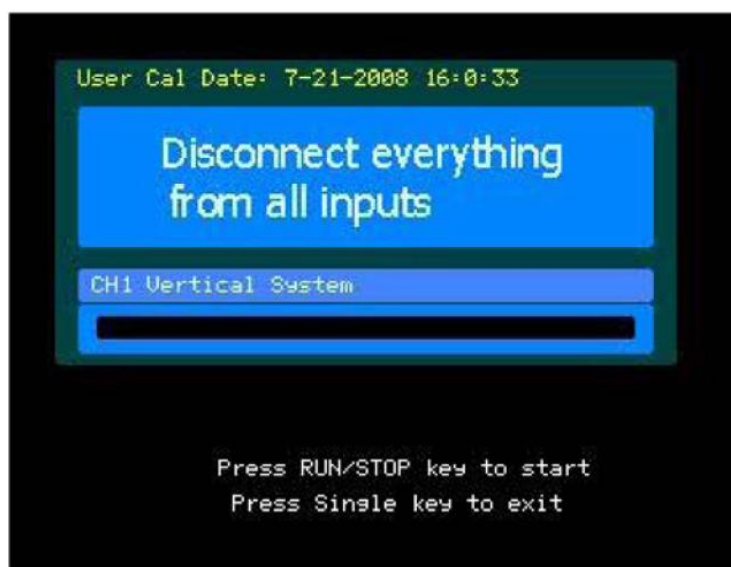 User Cal Date: 7-21-2008 16:0:33
Disconnect everything
from all inputs
CH1 Vertical System
Press RUN/STOP key to start
Press Single key to exit